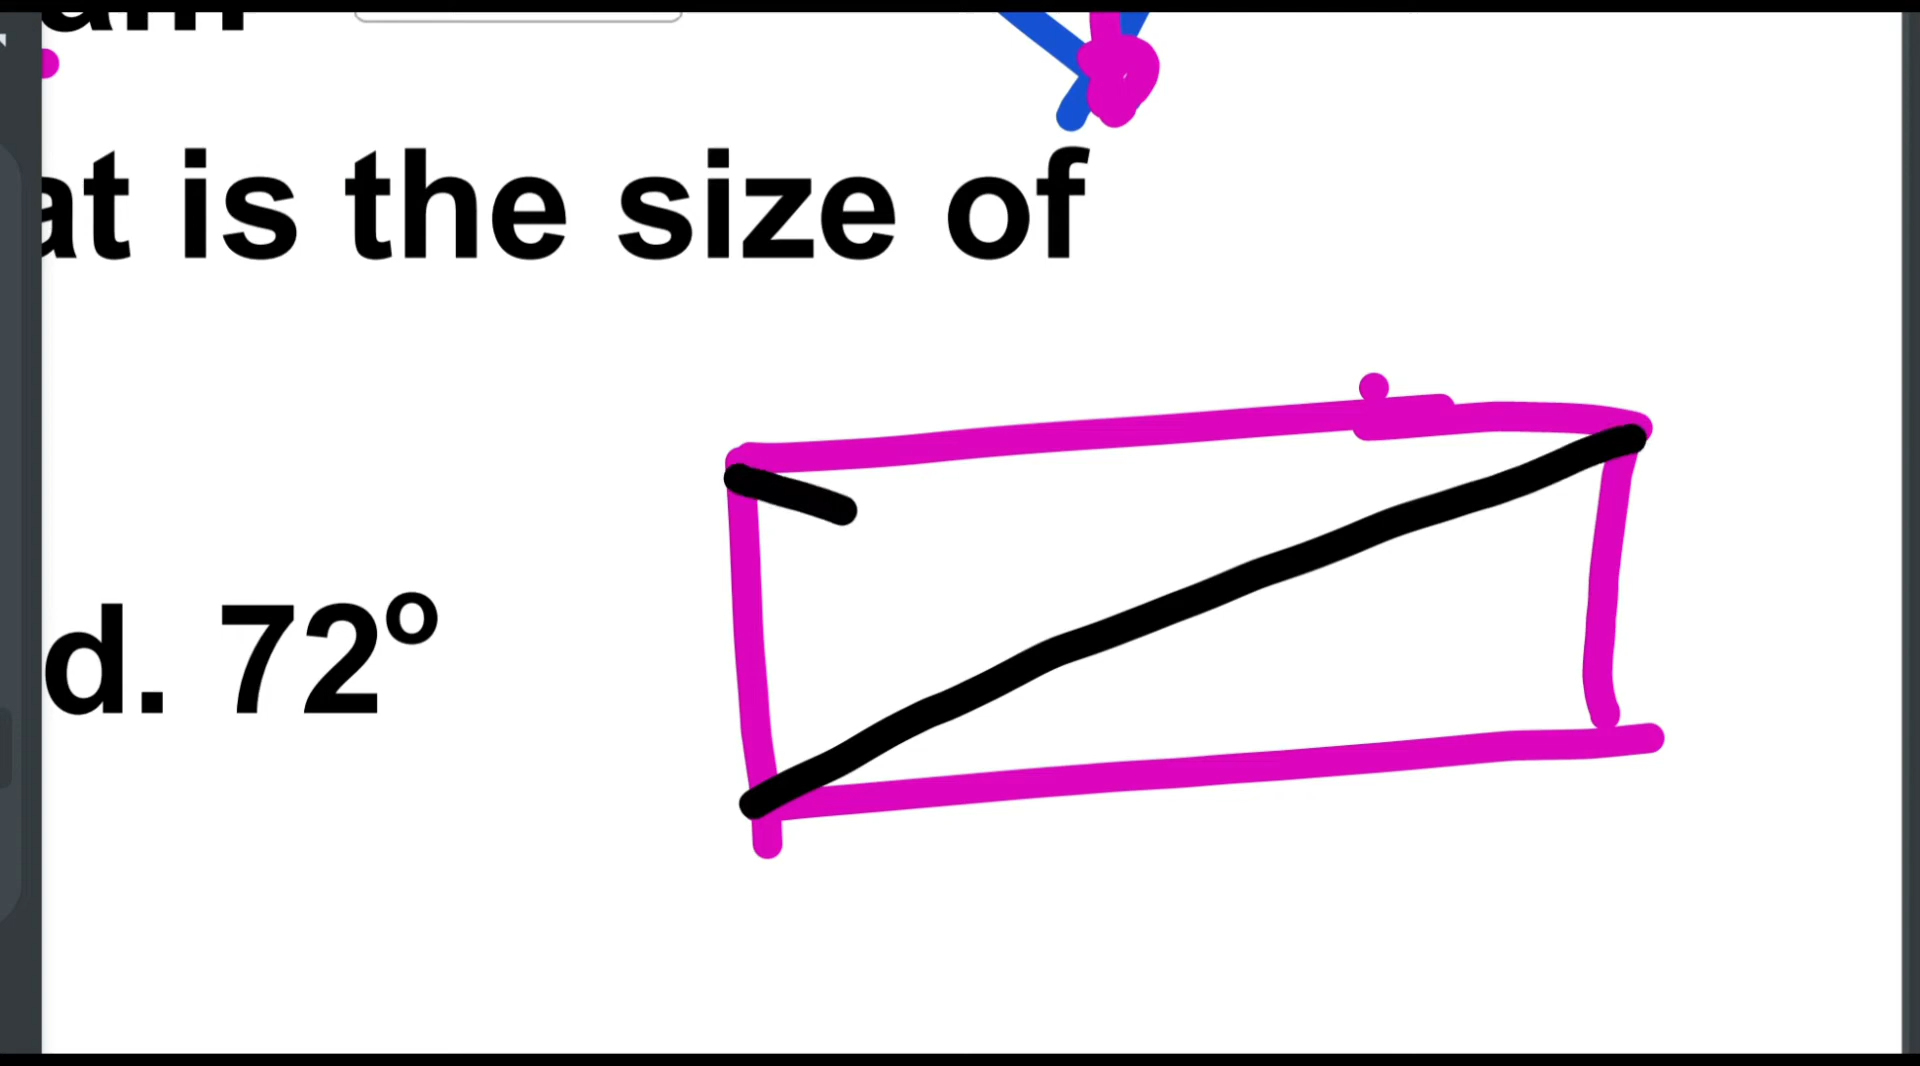 at is the size of
d. 72°